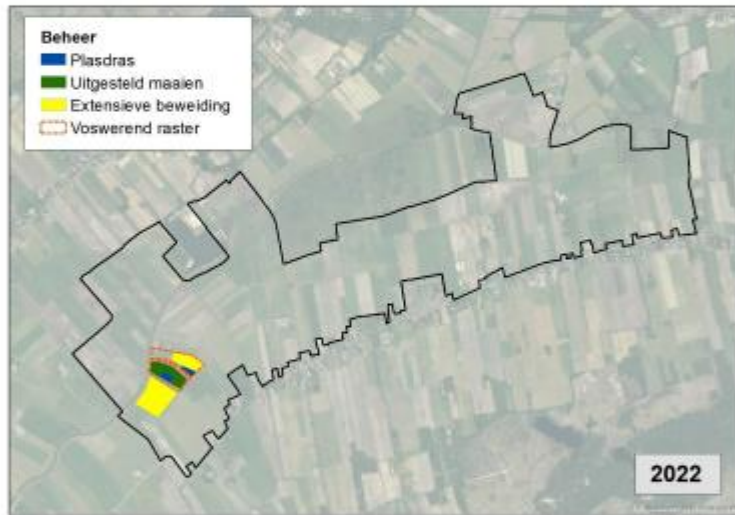 Beheer
Plasdras
Uitgesteld maaien
Extensieve beweiding
Voswerend raster
2022